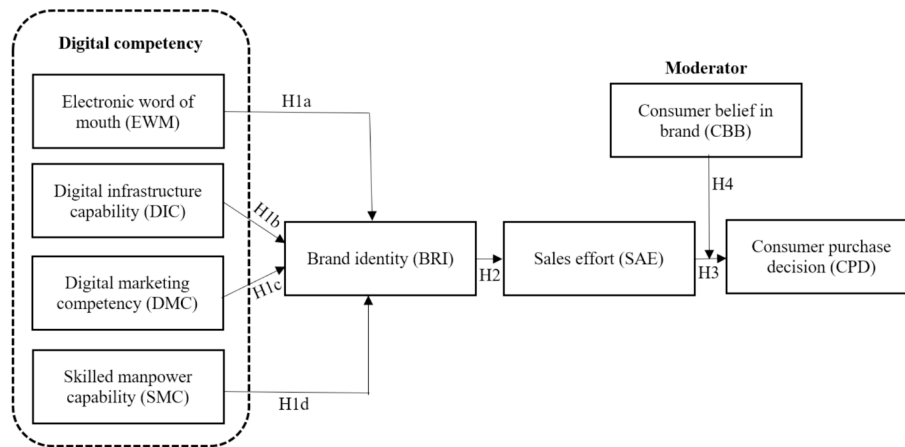 Digital competency
Electronic word of
mouth (EWM)
H1a
Digital infrastructure
capability (DIC)
H1b
Digital marketing
competency (DMC)
H1c
Skilled manpower
capability (SMC)
H1d
Brand identity (BRI)
H2
Sales effort (SAE)
H3
Moderator
Consumer belief in
brand (CBB)
H4
Consumer purchase
decision (CPD)